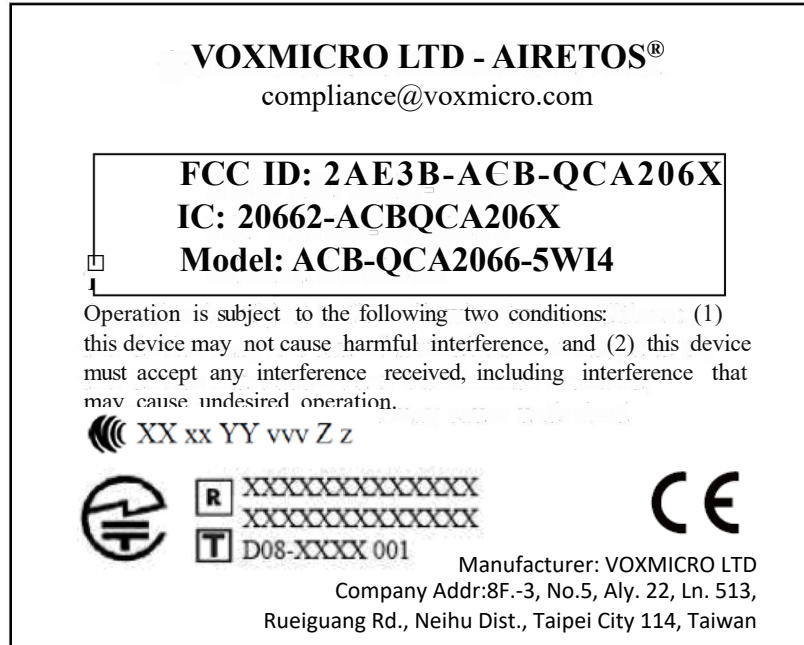 VOXMICRO LTD - AIRETOS®
compliance@voxmicro.com
FCC ID: 2AE3B-ACB-QCA206X
IC: 20662-ACBQCA206X
Model: ACB-QCA2066-5WI4
Operation is subject to the following two conditions: (1)
this device may not cause harmful interference, and (2) this device
must accept any interference received, including interference that
may cause undesired operation.
XX xx YY vvv Z z
R XXXXXXXXXXXXXX
XXXXXXXXXXXXXX
T D08-XXXX 001
CE
Manufacturer: VOXMICRO LTD
Company Addr:8F.-3, No.5, Aly. 22, Ln. 513,
Rueiguang Rd., Neihu Dist., Taipei City 114, Taiwan